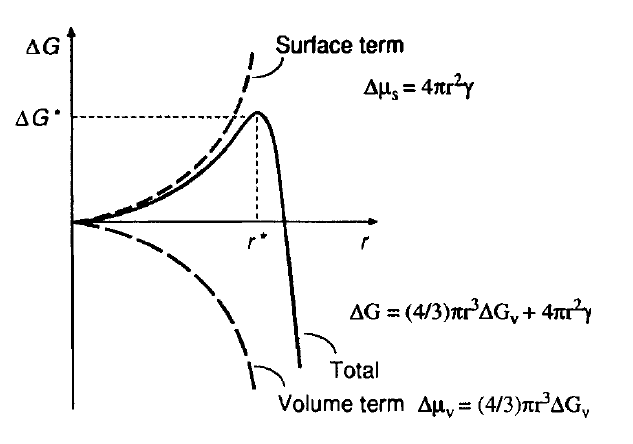 ΔG
Surface term
Δμₛ = 4πr²γ
ΔG*
r*
r
ΔG = (4/3)πr³ΔGᵥ + 4πr²γ
Total
Volume term Δμᵥ = (4/3)πr³ΔGᵥ